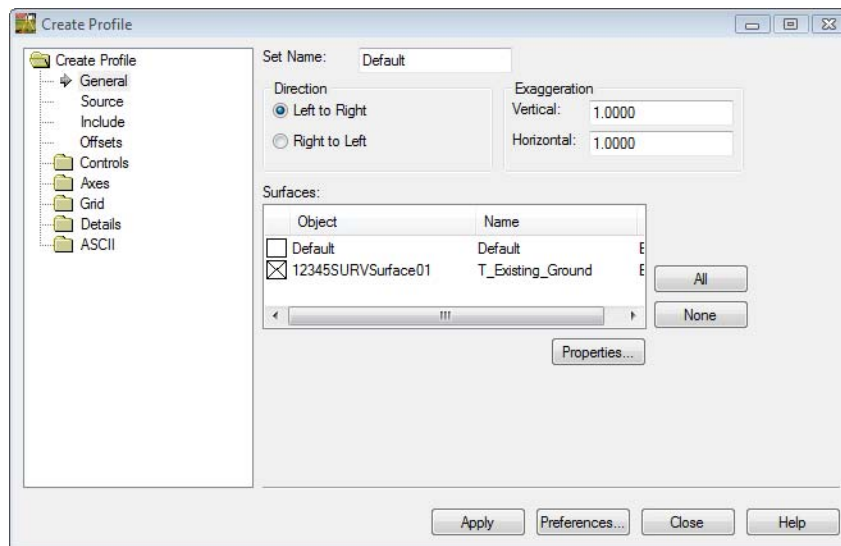 Create Profile
Create Profile
General
Source
Include
Offsets
Controls
Axes
Grid
Details
ASCII
Set Name: Default
Direction
Left to Right
Right to Left
Exaggeration
Vertical: 1.0000
Horizontal: 1.0000
Surfaces:
Object Name
Default Default E
12345SURVSurface01 T_Existing_Ground E
All
None
Properties...
Apply Preferences... Close Help